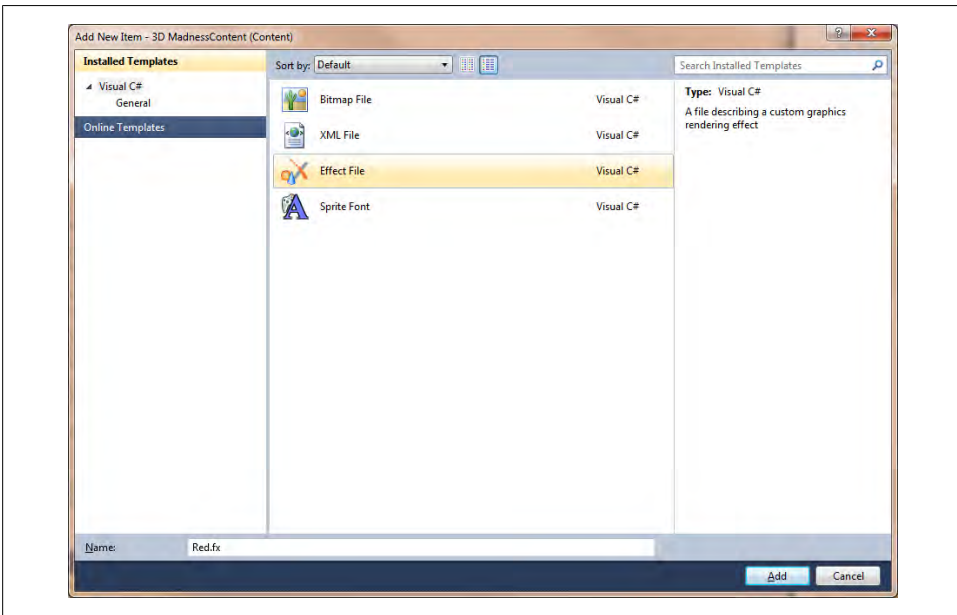 Add New Item - 3D MadnessContent (Content)
Installed Templates
Visual C#
General
Online Templates
Sort by: Default
Bitmap File Visual C#
XML File Visual C#
Effect File Visual C#
Sprite Font Visual C#
Search Installed Templates
Type: Visual C#
A file describing a custom graphics
rendering effect
Name: Red.fx
Add Cancel